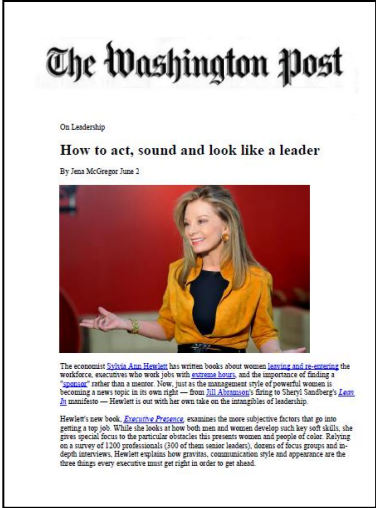 The Washington Post
On Leadership
How to act, sound and look like a leader
By Jena McGregor June 2
The economist Sylvia Ann Hewlett has written books about women leaving and re-entering the
workforce, executives who work jobs with extreme hours, and the importance of finding a
"sponsor" rather than a mentor. Now, just as the management style of powerful women is
becoming a news topic in its own right — from Jill Abramson's firing to Sheryl Sandberg's Lean
In manifesto — Hewlett is out with her own take on the intangibles of leadership.
Hewlett's new book, Executive Presence, examines the more subjective factors that go into
getting a top job. While she looks at how both men and women develop such key soft skills, she
gives special focus to the particular obstacles this presents women and people of color. Relying
on a survey of 1200 professionals (300 of them senior leaders), dozens of focus groups and in-
depth interviews, Hewlett explains how gravitas, communication style and appearance are the
three things every executive must get right in order to get ahead.